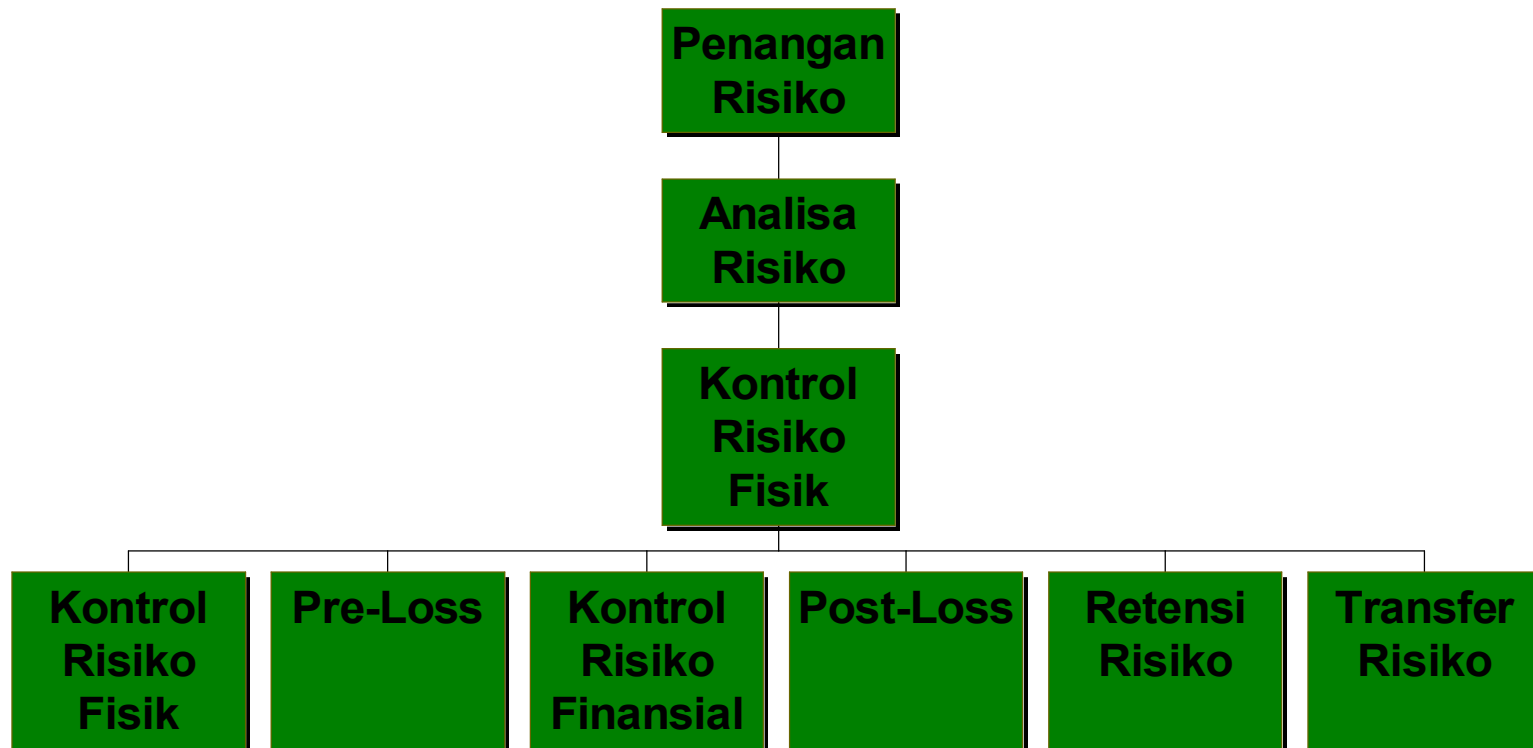 Penangan
Risiko
Analisa
Risiko
Kontrol
Risiko
Fisik
Kontrol
Risiko
Fisik
Pre-Loss
Kontrol
Risiko
Finansial
Post-Loss
Retensi
Risiko
Transfer
Risiko